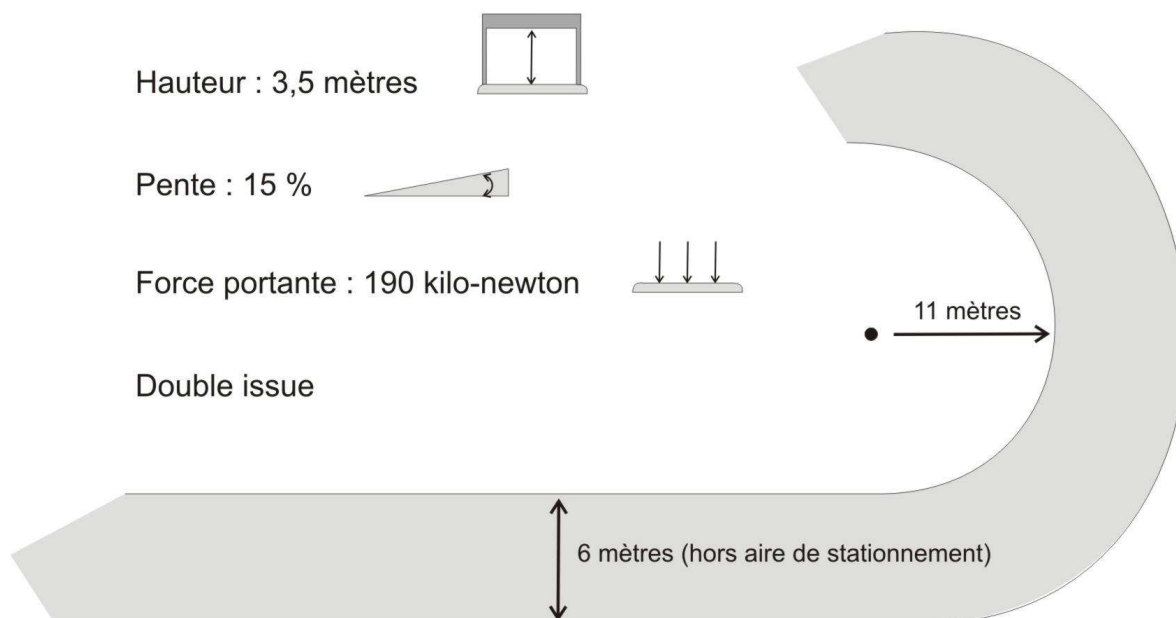 Hauteur : 3,5 mètres
Pente : 15 %
Force portante : 190 kilo-newton
11 mètres
Double issue
6 mètres (hors aire de stationnement)